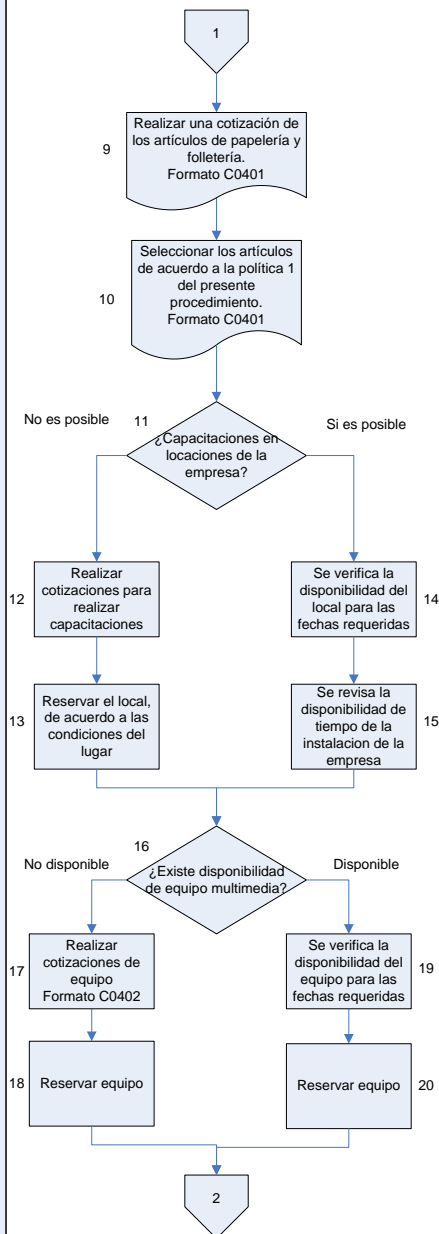 1
9
Realizar una cotización de
los artículos de papelería y
folletería.
Formato C0401
10
Seleccionar los artículos
de acuerdo a la política 1
del presente
procedimiento.
Formato C0401
No es posible
11
Si es posible
¿Capacitaciones en
locaciones de la
empresa?
12
Realizar
cotizaciones para
realizar
capacitaciones
Se verifica la
disponibilidad del
local para las
fechas requeridas
14
13
Reservar el local,
de acuerdo a las
condiciones del
lugar
Se revisa la
disponibilidad de
tiempo de la
instalacion de la
empresa
15
16
No disponible
Disponible
¿Existe disponibilidad
de equipo multimedia?
17
Realizar
cotizaciones de
equipo
Formato C0402
Se verifica la
disponibilidad del
equipo para las
fechas requeridas
19
18
Reservar equipo
Reservar equipo
20
2